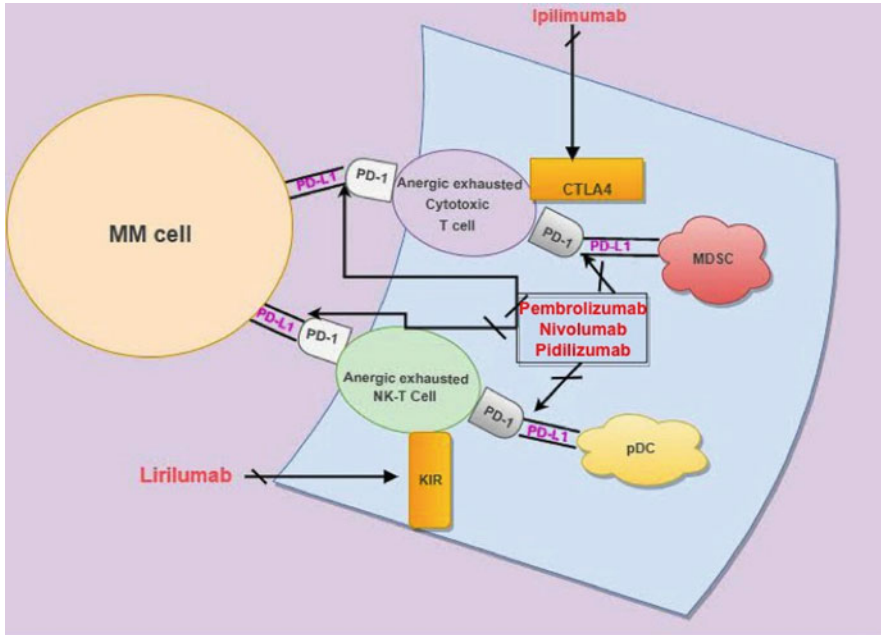 Ipilimumab
PD-L1
PD-1
Anergic exhausted
Cytotoxic
T cell
CTLA4
MM cell
PD-1
PD-L1
MDSC
Pembrolizumab
Nivolumab
Pidilizumab
PD-L1
PD-1
Anergic exhausted
NK-T Cell
PD-1
PD-L1
pDC
Lirilumab
KIR